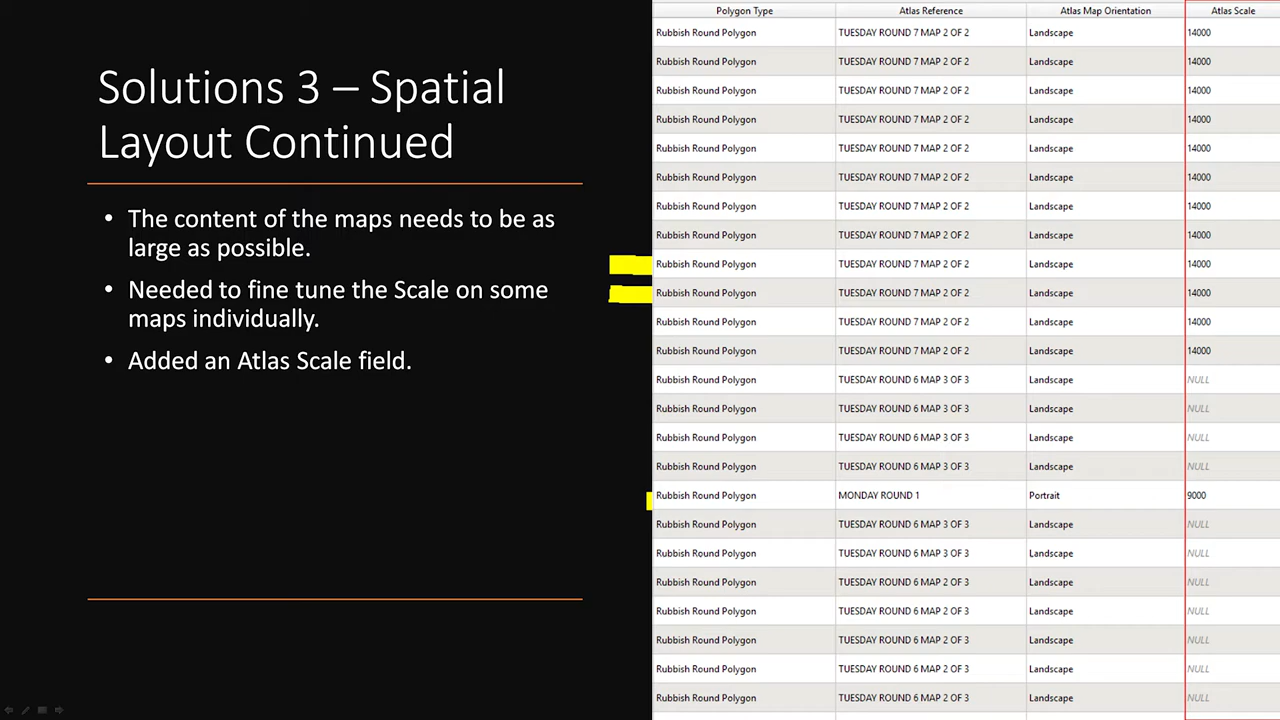 Solutions 3 – Spatial
Layout Continued
• The content of the maps needs to be as
large as possible.
• Needed to fine tune the Scale on some
maps individually.
• Added an Atlas Scale field.
Polygon Type Atlas Reference Atlas Map Orientation Atlas Scale
Rubbish Round Polygon TUESDAY ROUND 7 MAP 2 OF 2 Landscape 14000
Rubbish Round Polygon TUESDAY ROUND 7 MAP 2 OF 2 Landscape 14000
Rubbish Round Polygon TUESDAY ROUND 7 MAP 2 OF 2 Landscape 14000
Rubbish Round Polygon TUESDAY ROUND 7 MAP 2 OF 2 Landscape 14000
Rubbish Round Polygon TUESDAY ROUND 7 MAP 2 OF 2 Landscape 14000
Rubbish Round Polygon TUESDAY ROUND 7 MAP 2 OF 2 Landscape 14000
Rubbish Round Polygon TUESDAY ROUND 7 MAP 2 OF 2 Landscape 14000
Rubbish Round Polygon TUESDAY ROUND 7 MAP 2 OF 2 Landscape 14000
Rubbish Round Polygon TUESDAY ROUND 7 MAP 2 OF 2 Landscape 14000
Rubbish Round Polygon TUESDAY ROUND 7 MAP 2 OF 2 Landscape 14000
Rubbish Round Polygon TUESDAY ROUND 7 MAP 2 OF 2 Landscape 14000
Rubbish Round Polygon TUESDAY ROUND 7 MAP 2 OF 2 Landscape 14000
Rubbish Round Polygon TUESDAY ROUND 6 MAP 3 OF 3 Landscape NULL
Rubbish Round Polygon TUESDAY ROUND 6 MAP 3 OF 3 Landscape NULL
Rubbish Round Polygon TUESDAY ROUND 6 MAP 3 OF 3 Landscape NULL
Rubbish Round Polygon TUESDAY ROUND 6 MAP 3 OF 3 Landscape NULL
Rubbish Round Polygon MONDAY ROUND 1 Portrait 9000
Rubbish Round Polygon TUESDAY ROUND 6 MAP 3 OF 3 Landscape NULL
Rubbish Round Polygon TUESDAY ROUND 6 MAP 3 OF 3 Landscape NULL
Rubbish Round Polygon TUESDAY ROUND 6 MAP 2 OF 3 Landscape NULL
Rubbish Round Polygon TUESDAY ROUND 6 MAP 2 OF 3 Landscape NULL
Rubbish Round Polygon TUESDAY ROUND 6 MAP 2 OF 3 Landscape NULL
Rubbish Round Polygon TUESDAY ROUND 6 MAP 2 OF 3 Landscape NULL
Rubbish Round Polygon TUESDAY ROUND 6 MAP 2 OF 3 Landscape NULL